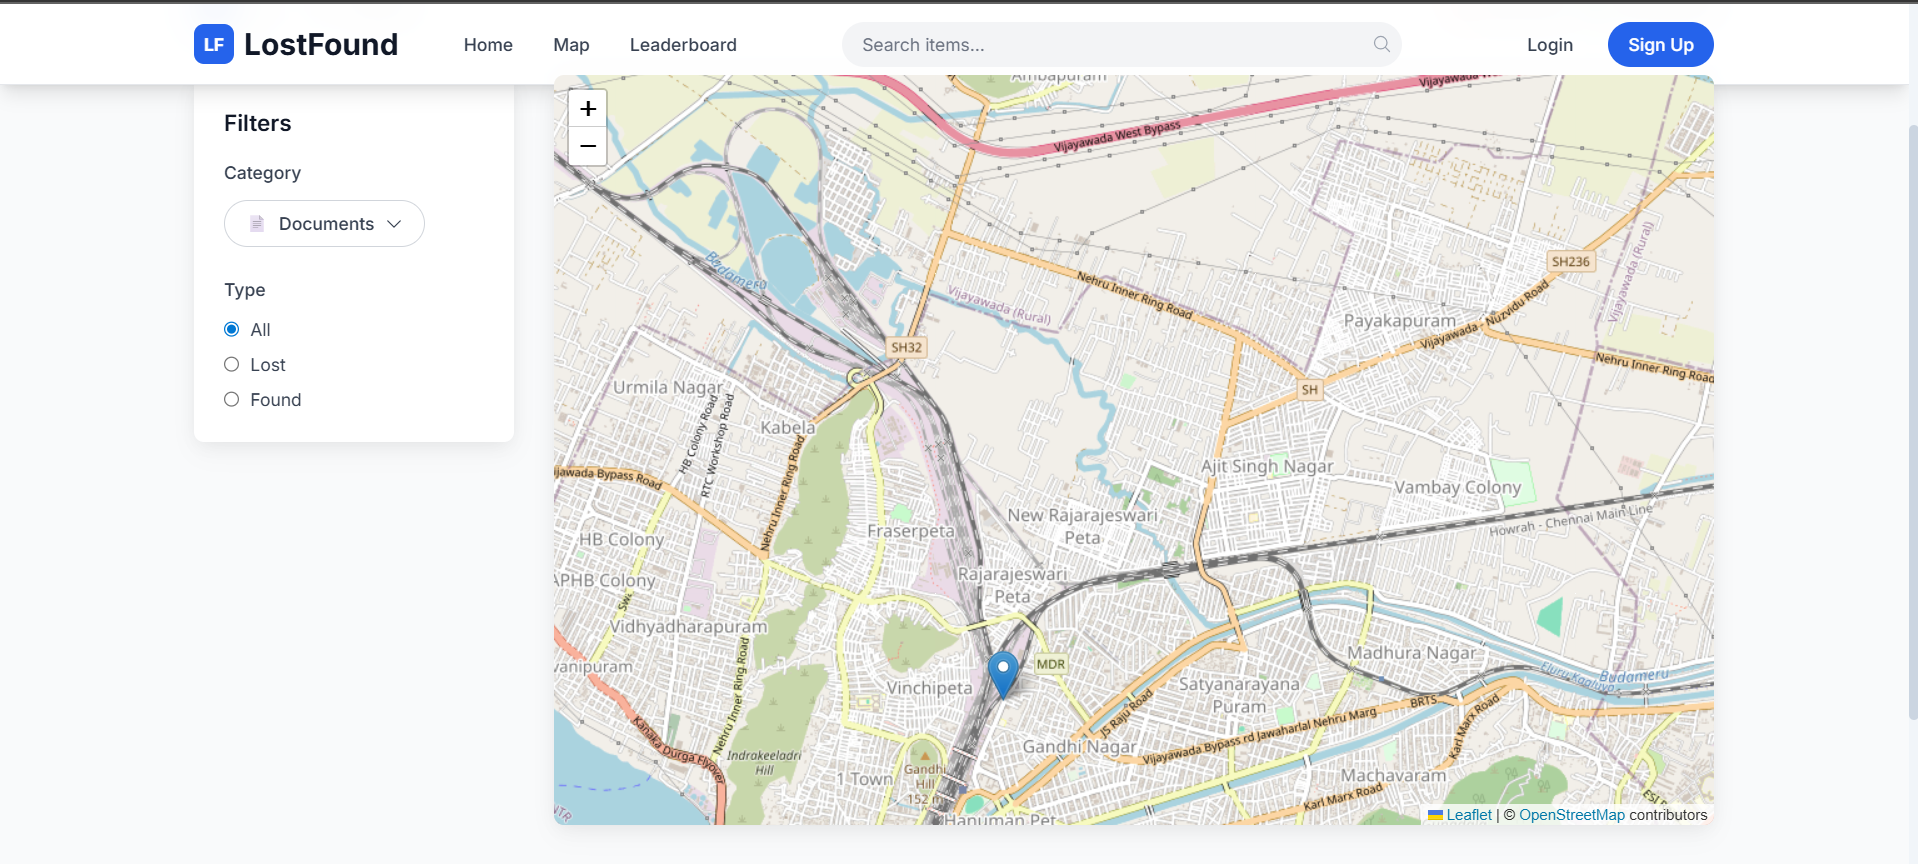 LF LostFound
Home
Map
Leaderboard
Search items...
Login
Sign Up
Filters
Category
Documents
Type
All
Lost
Found
+
−
Ambapuram
Vijayawada West Bypass
Budameru
Vijayawada (Rural)
Nehru Inner Ring Road
SH236
Vijayawada (Rural)
Payakapuram
Vijayawada - Nuzvidu Road
SH32
Nehru Inner Ring Road
Urmila Nagar
SH
Kabela
HB Colony Road
RTC Workshop Road
Nehru Inner Ring Road
Ajit Singh Nagar
Vambay Colony
ijawada Bypass Road
New Rajarajeswari
Peta
Fraserpeta
Howrah - Chennai Main Line
HB Colony
APHB Colony
Rajarajeswari
Peta
Vidhyadharapuram
vanipuram
Nehru Inner Ring Road
MDR
Madhura Nagar
Eluru Kaaluva
Budameru
Vinchipeta
Satyanarayana
Puram
JS Raju Road
BRTS
Karl Marx Road
Kanaka Durga Flyover
Indrakeeladri
Hill
Gandhi Nagar
Vijayawada Bypass rd Jawaharlal Nehru Marg
1 Town
Gandhi
Hill
152 m
Machavaram
Karl Marx Road
Hanuman Pet
NTR
Leaflet | © OpenStreetMap contributors